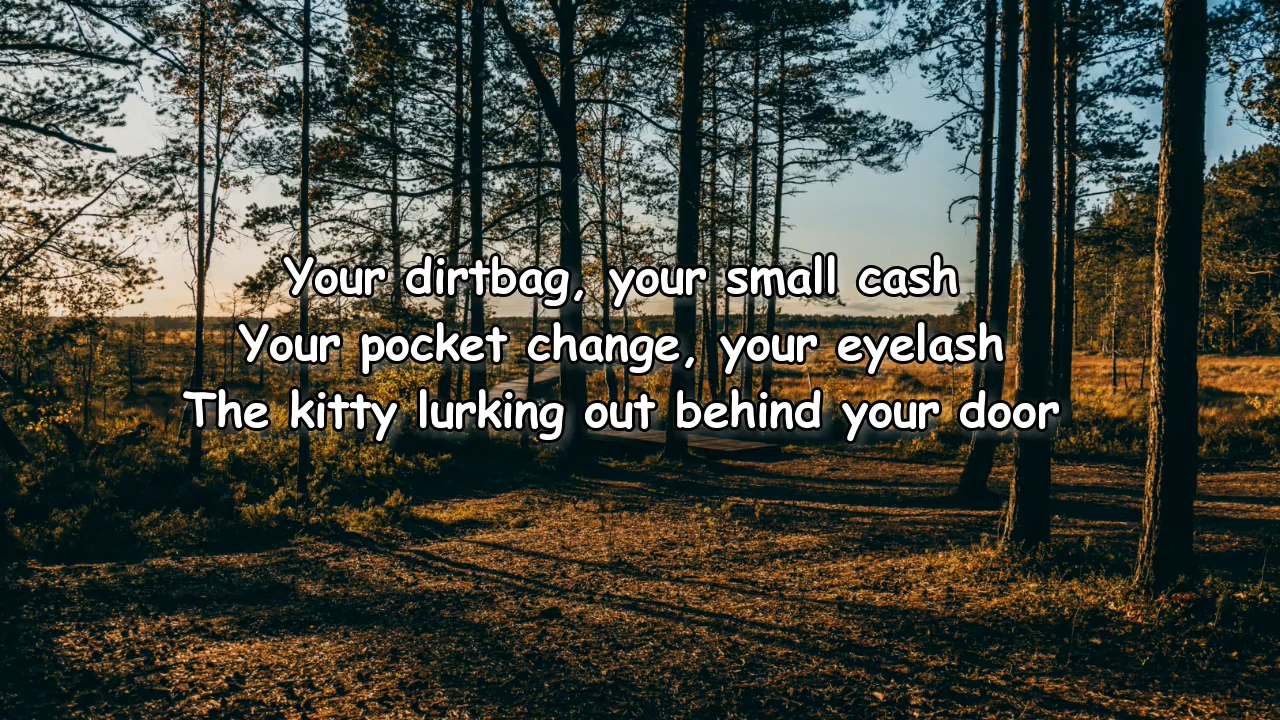 Your dirtbag, your small cash
Your pocket change, your eyelash
The kitty lurking out behind your door